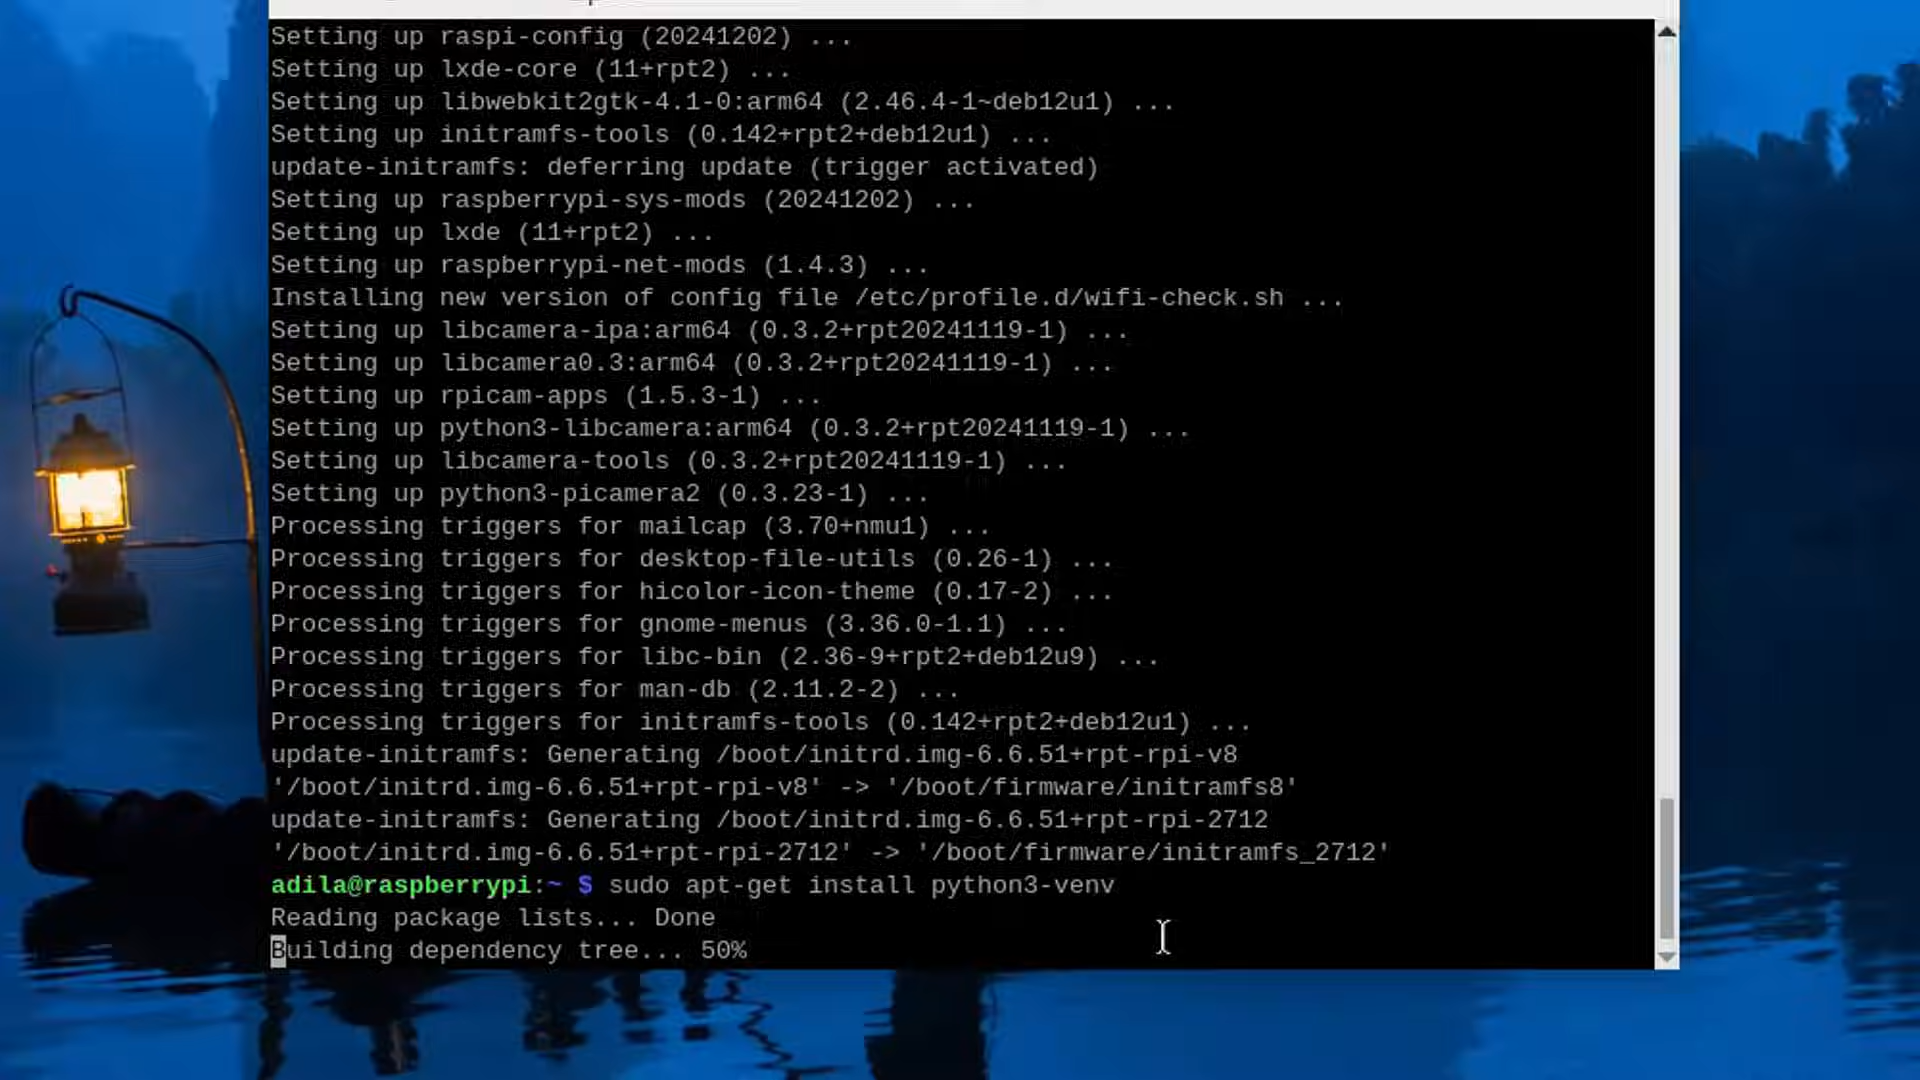 Setting up raspi-config (20241202) ...
Setting up lxde-core (11+rpt2) ...
Setting up libwebkit2gtk-4.1-0:arm64 (2.46.4-1~deb12u1) ...
Setting up initramfs-tools (0.142+rpt2+deb12u1) ...
update-initramfs: deferring update (trigger activated)
Setting up raspberrypi-sys-mods (20241202) ...
Setting up lxde (11+rpt2) ...
Setting up raspberrypi-net-mods (1.4.3) ...
Installing new version of config file /etc/profile.d/wifi-check.sh ...
Setting up libcamera-ipa:arm64 (0.3.2+rpt20241119-1) ...
Setting up libcamera0.3:arm64 (0.3.2+rpt20241119-1) ...
Setting up rpicam-apps (1.5.3-1) ...
Setting up python3-libcamera:arm64 (0.3.2+rpt20241119-1) ...
Setting up libcamera-tools (0.3.2+rpt20241119-1) ...
Setting up python3-picamera2 (0.3.23-1) ...
Processing triggers for mailcap (3.70+nmu1) ...
Processing triggers for desktop-file-utils (0.26-1) ...
Processing triggers for hicolor-icon-theme (0.17-2) ...
Processing triggers for gnome-menus (3.36.0-1.1) ...
Processing triggers for libc-bin (2.36-9+rpt2+deb12u9) ...
Processing triggers for man-db (2.11.2-2) ...
Processing triggers for initramfs-tools (0.142+rpt2+deb12u1) ...
update-initramfs: Generating /boot/initrd.img-6.6.51+rpt-rpi-v8
'/boot/initrd.img-6.6.51+rpt-rpi-v8' -> '/boot/firmware/initramfs8'
update-initramfs: Generating /boot/initrd.img-6.6.51+rpt-rpi-2712
'/boot/initrd.img-6.6.51+rpt-rpi-2712' -> '/boot/firmware/initramfs_2712'
adila@raspberrypi:~ $ sudo apt-get install python3-venv
Reading package lists... Done
Building dependency tree... 50%